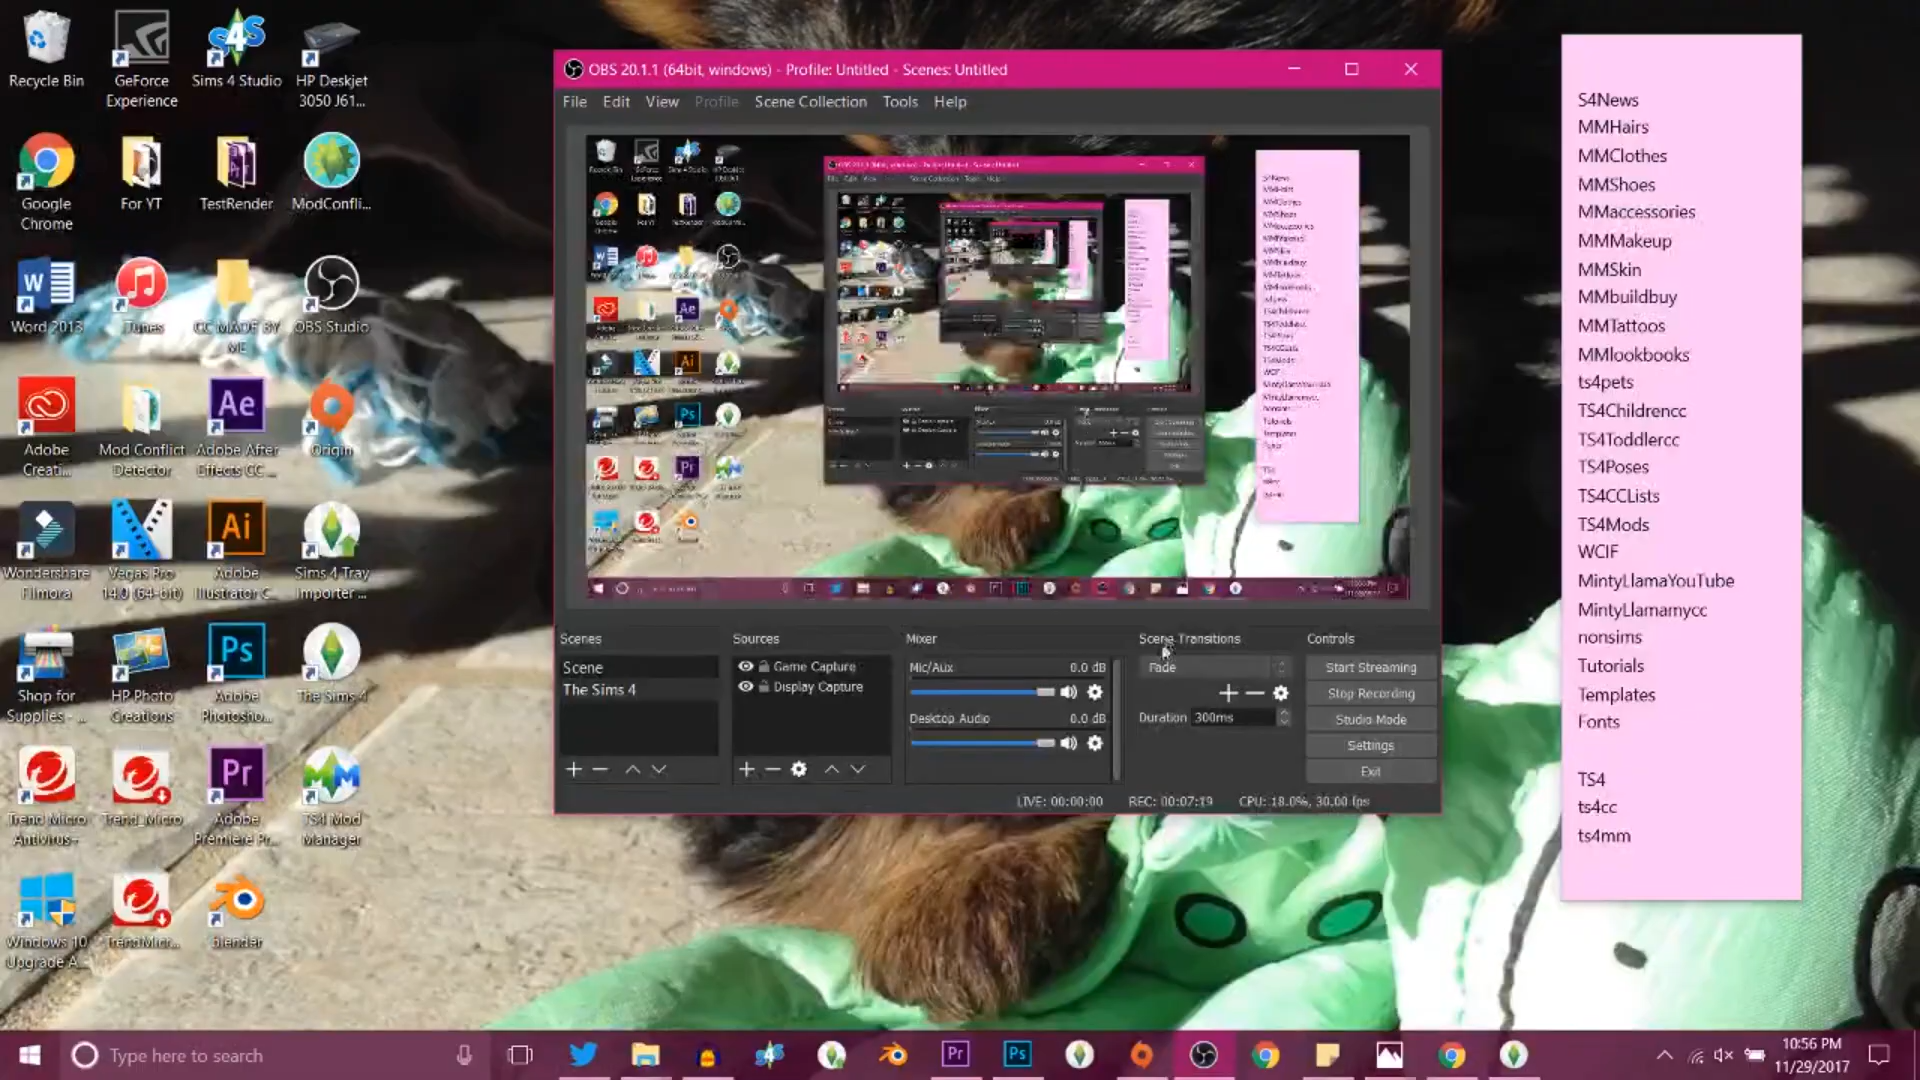 Recycle Bin
GeForce
Experience
Sims 4 Studio
HP Deskjet
3050 J61...
Google
Chrome
For YT
TestRender
ModConfli...
Word 2013
iTunes
CC MADE BY
ME
OBS Studio
Adobe
Creati...
Mod Conflict
Detector
Adobe After
Effects CC ...
Origin
Wondershare
Filmora
Vegas Pro
14.0 (64-bit)
Adobe
Illustrator C...
Sims 4 Tray
Importer ...
Shop for
Supplies - ...
HP Photo
Creations
Adobe
Photosho...
The Sims 4
Trend Micro
Antivirus+
Trend_Micro...
Adobe
Premiere Pr...
TS4 Mod
Manager
Windows 10
Upgrade A...
TrendMicr...
Blender
OBS 20.1.1 (64bit, windows) - Profile: Untitled - Scenes: Untitled
File Edit View Profile Scene Collection Tools Help
Scenes
Scene
The Sims 4
Sources
Game Capture
Display Capture
Mixer
Mic/Aux 0.0 dB
Desktop Audio 0.0 dB
Scene Transitions
Fade
Duration 300ms
Controls
Start Streaming
Stop Recording
Studio Mode
Settings
Exit
LIVE: 00:00:00 REC: 00:07:19 CPU: 18.0%, 30.00 fps
S4News
MMHairs
MMClothes
MMShoes
MMaccessories
MMMakeup
MMSkin
MMbuildbuy
MMTattoos
MMlookbooks
ts4pets
TS4Childrencc
TS4Toddlercc
TS4Poses
TS4CCLists
TS4Mods
WCIF
MintyLlamaYouTube
MintyLlamamycc
nonsims
Tutorials
Templates
Fonts
TS4
ts4cc
ts4mm
Type here to search
10:56 PM
11/29/2017